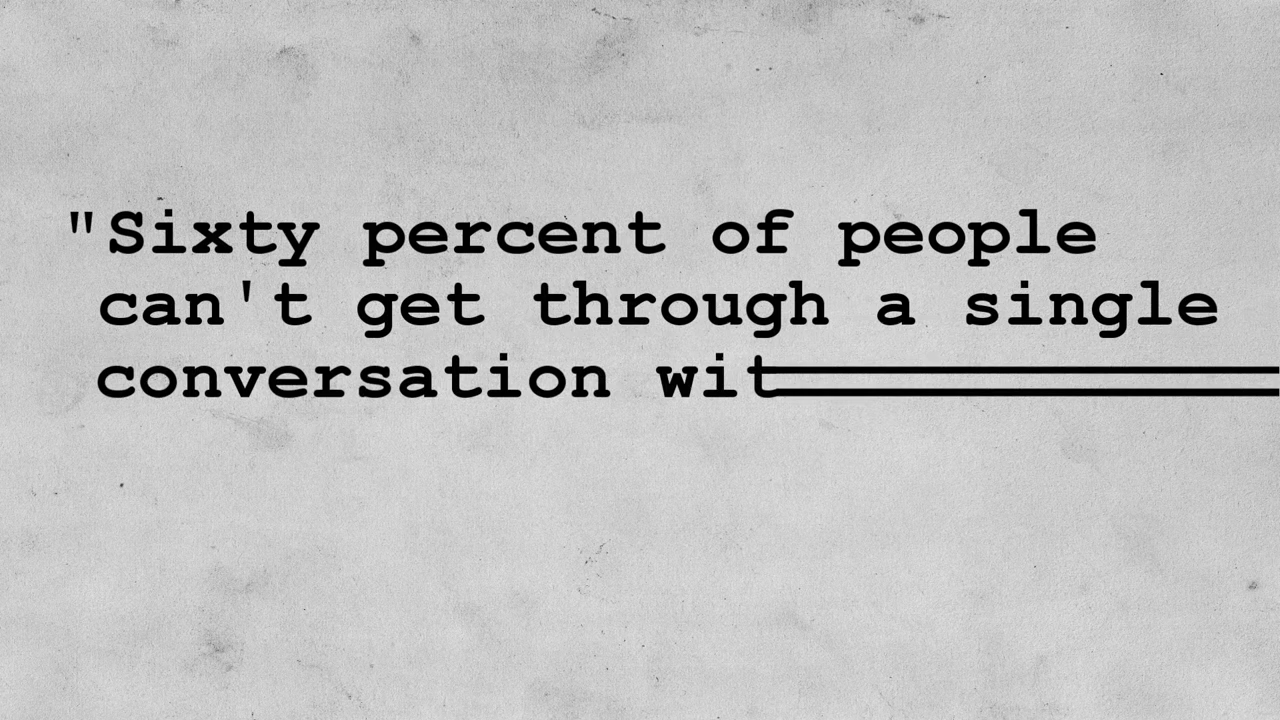 "Sixty percent of people
can't get through a single
conversation wit